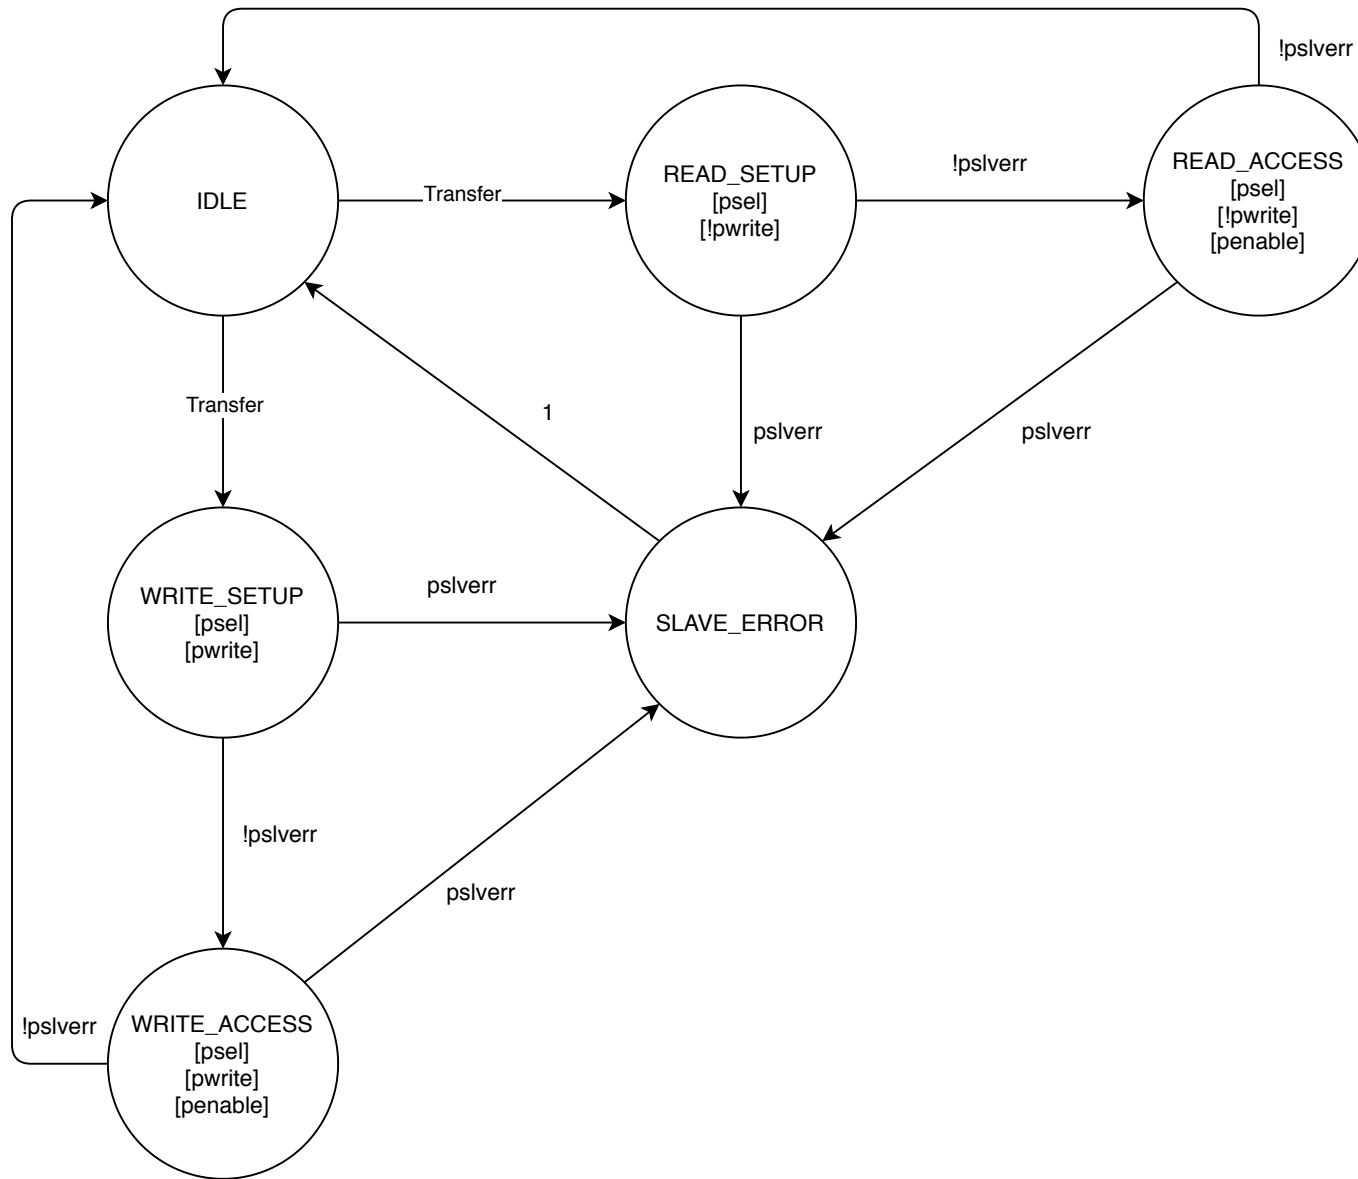 !pslverr
IDLE
Transfer
READ_SETUP
[psel]
[!pwrite]
!pslverr
READ_ACCESS
[psel]
[!pwrite]
[penable]
Transfer
1
pslverr
pslverr
WRITE_SETUP
[psel]
[pwrite]
pslverr
SLAVE_ERROR
!pslverr
pslverr
!pslverr
WRITE_ACCESS
[psel]
[pwrite]
[penable]